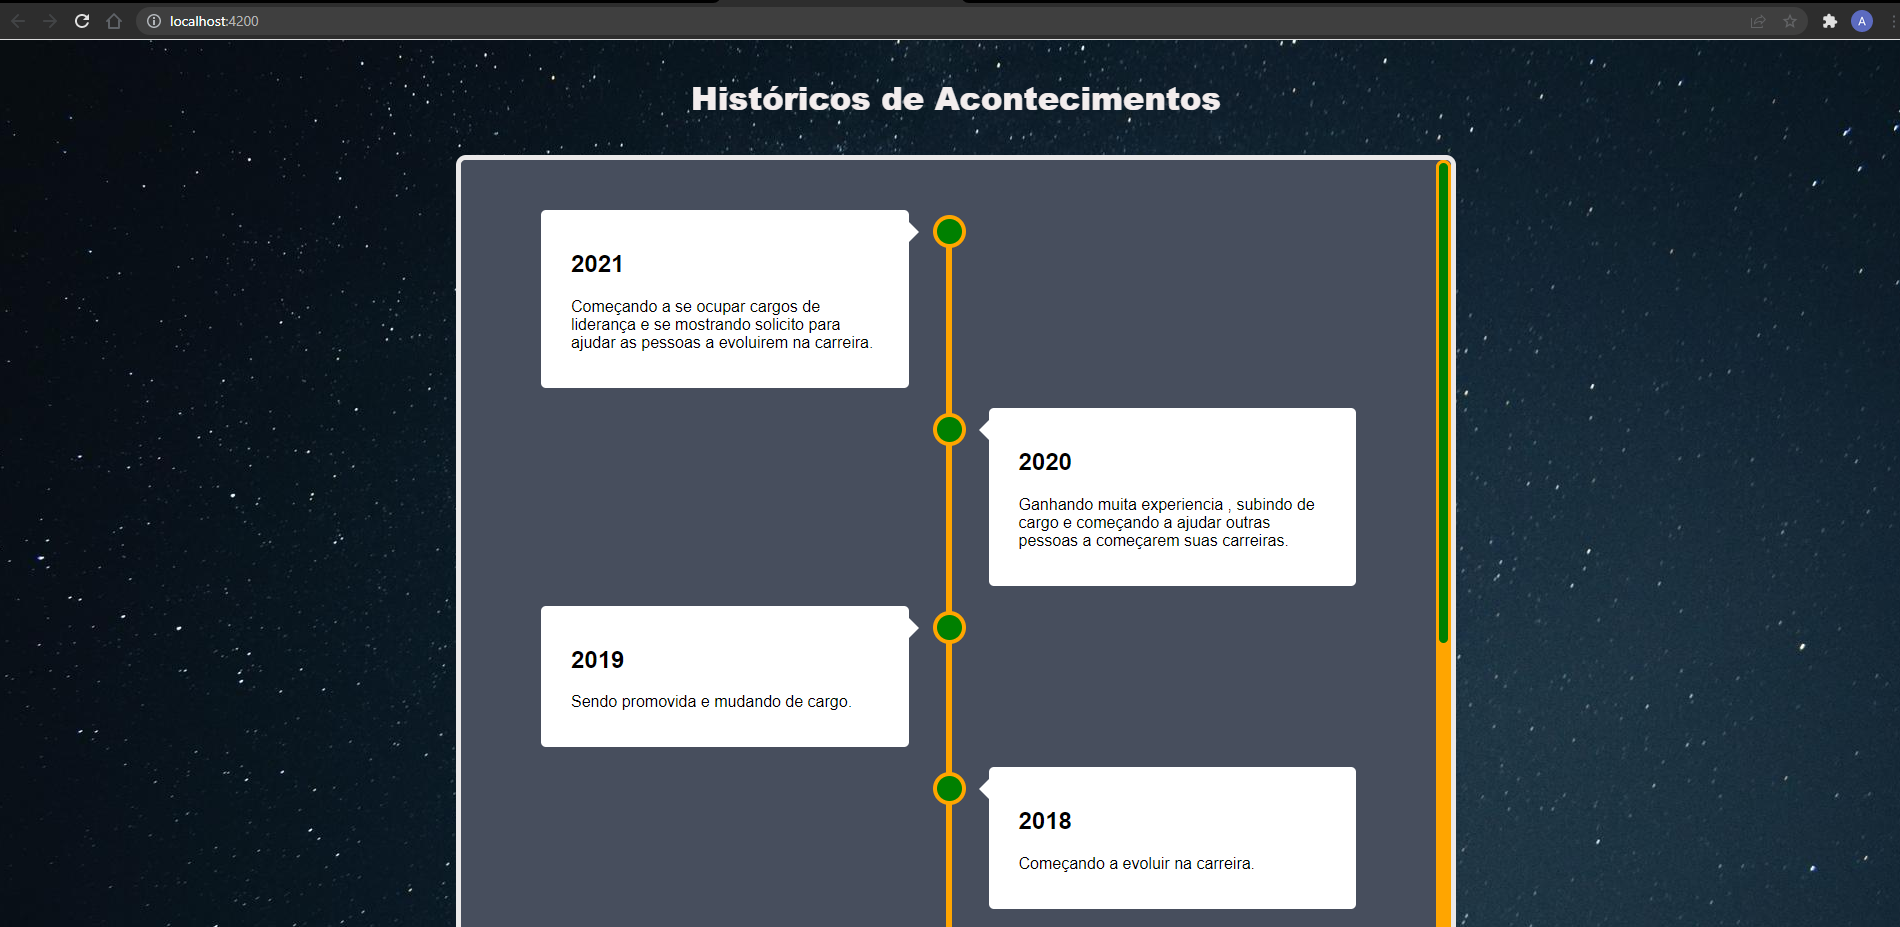 localhost:4200
A
Históricos de Acontecimentos
2021
Começando a se ocupar cargos de
liderança e se mostrando solicito para
ajudar as pessoas a evoluirem na carreira.
2020
Ganhando muita experiencia , subindo de
cargo e começando a ajudar outras
pessoas a começarem suas carreiras.
2019
Sendo promovida e mudando de cargo.
2018
Começando a evoluir na carreira.